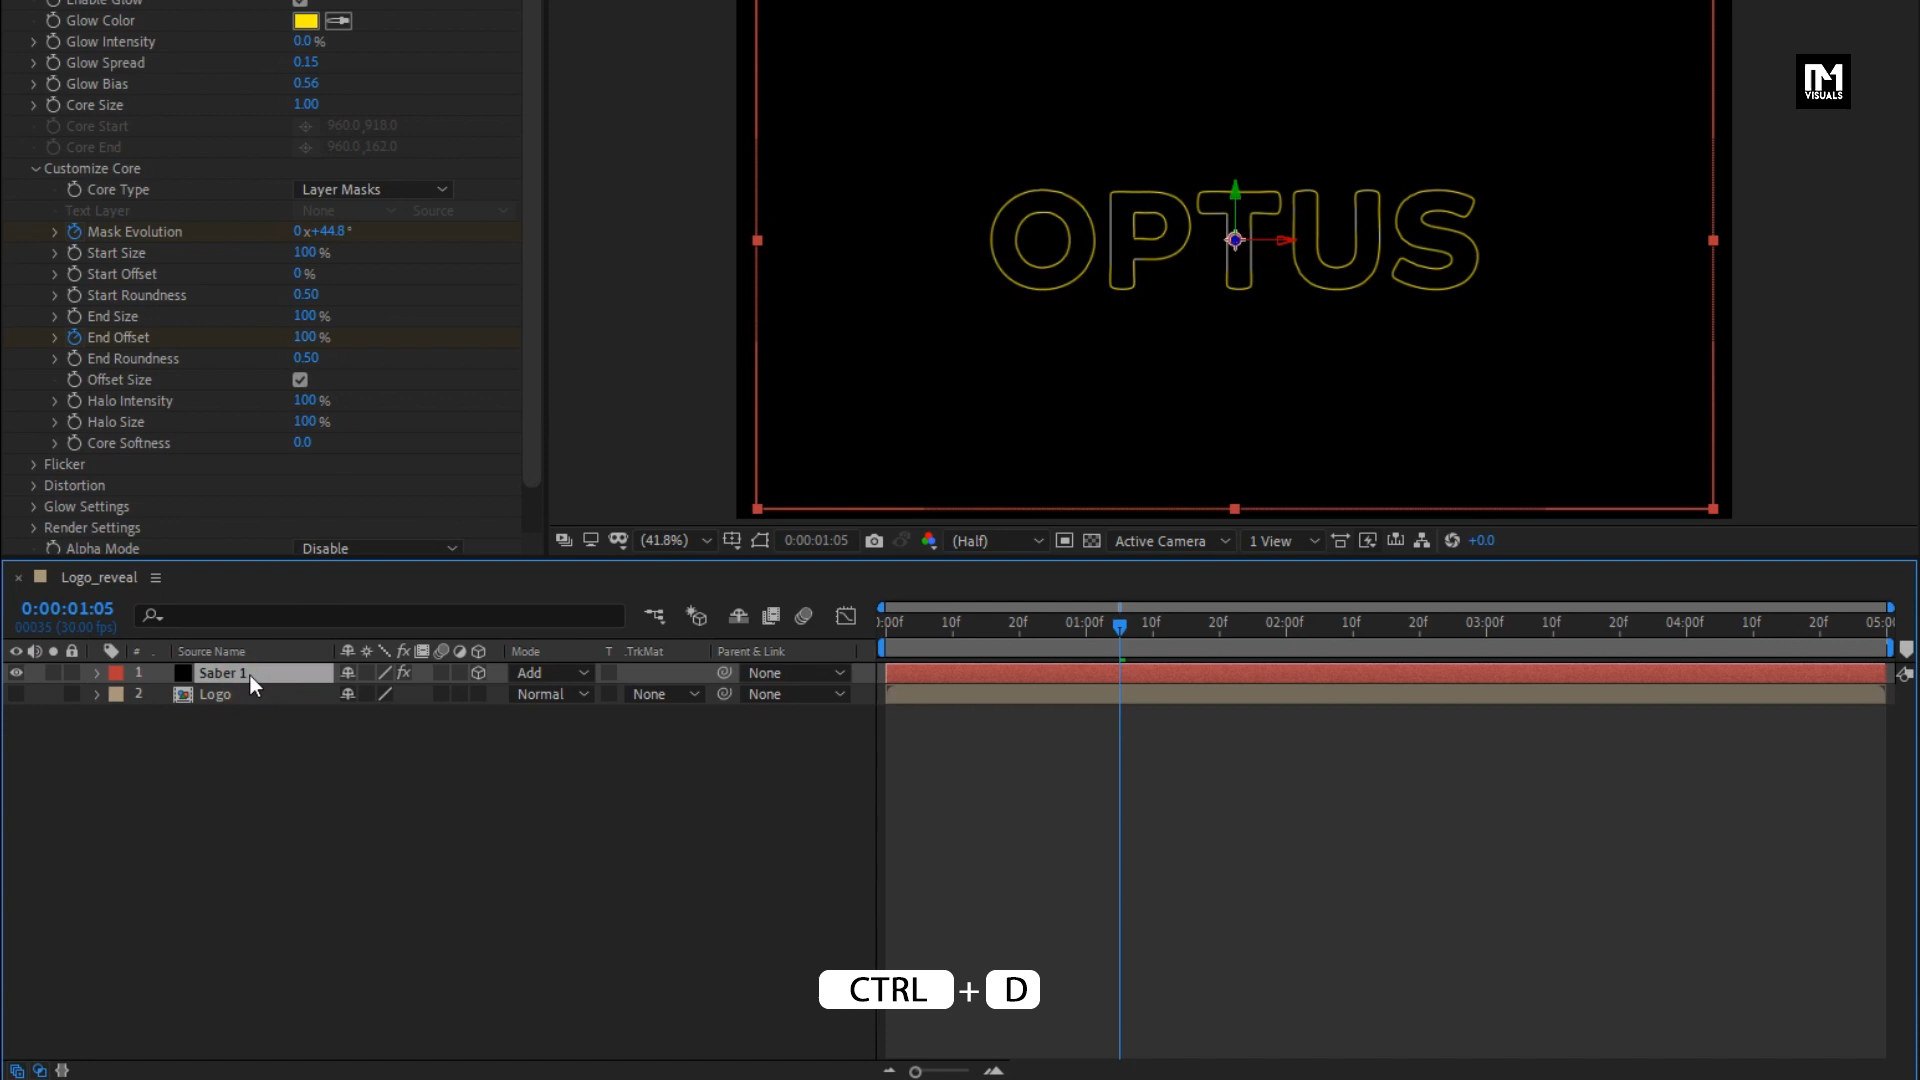 Enable Glow
Glow Color
Glow Intensity 0.0 %
Glow Spread 0.15
Glow Bias 0.56
Core Size 1.00
Core Start 960.0,918.0
Core End 960.0,162.0
Customize Core
Core Type Layer Masks
Text Layer None Source
Mask Evolution 0x+44.8°
Start Size 100 %
Start Offset 0 %
Start Roundness 0.50
End Size 100 %
End Offset 100 %
End Roundness 0.50
Offset Size
Halo Intensity 100 %
Halo Size 100 %
Core Softness 0.0
Flicker
Distortion
Glow Settings
Render Settings
Alpha Mode Disable
OPTUS
VISUALS
(41.8%) 0:00:01:05 (Half) Active Camera 1 View +0.0
Logo_reveal
0:00:01:05
00035 (30.00 fps)
:00f 10f 20f 01:00f 10f 20f 02:00f 10f 20f 03:00f 10f 20f 04:00f 10f 20f 05:00
# Source Name fx Mode T .TrkMat Parent & Link
1 Saber 1 fx Add None
2 Logo Normal None None
CTRL + D